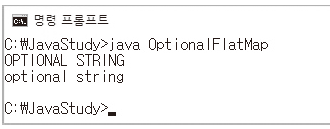 명령 프롬프트
C:₩JavaStudy>java OptionalFlatMap
OPTIONAL STRING
optional string
C:₩JavaStudy>_